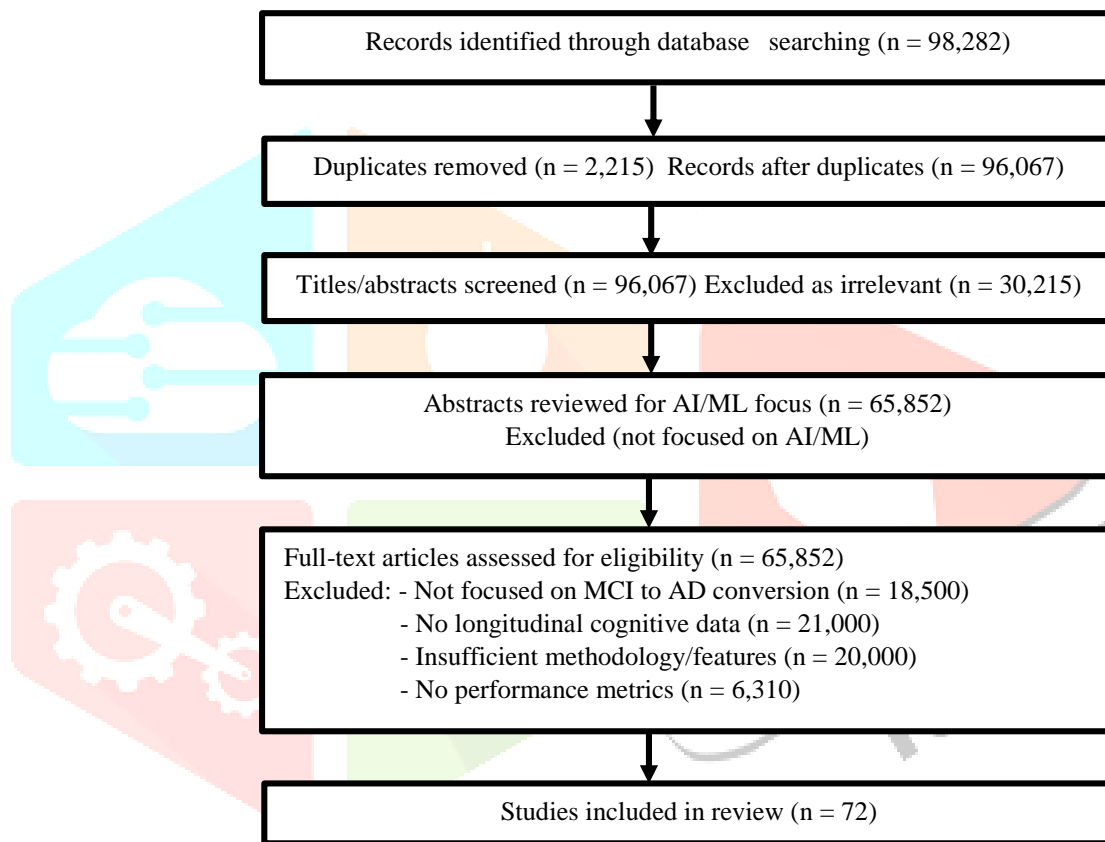 Records identified through database searching (n = 98,282)
Duplicates removed (n = 2,215) Records after duplicates (n = 96,067)
Titles/abstracts screened (n = 96,067) Excluded as irrelevant (n = 30,215)
Abstracts reviewed for AI/ML focus (n = 65,852)
Excluded (not focused on AI/ML)
Full-text articles assessed for eligibility (n = 65,852)
Excluded: - Not focused on MCI to AD conversion (n = 18,500)
- No longitudinal cognitive data (n = 21,000)
- Insufficient methodology/features (n = 20,000)
- No performance metrics (n = 6,310)
Studies included in review (n = 72)